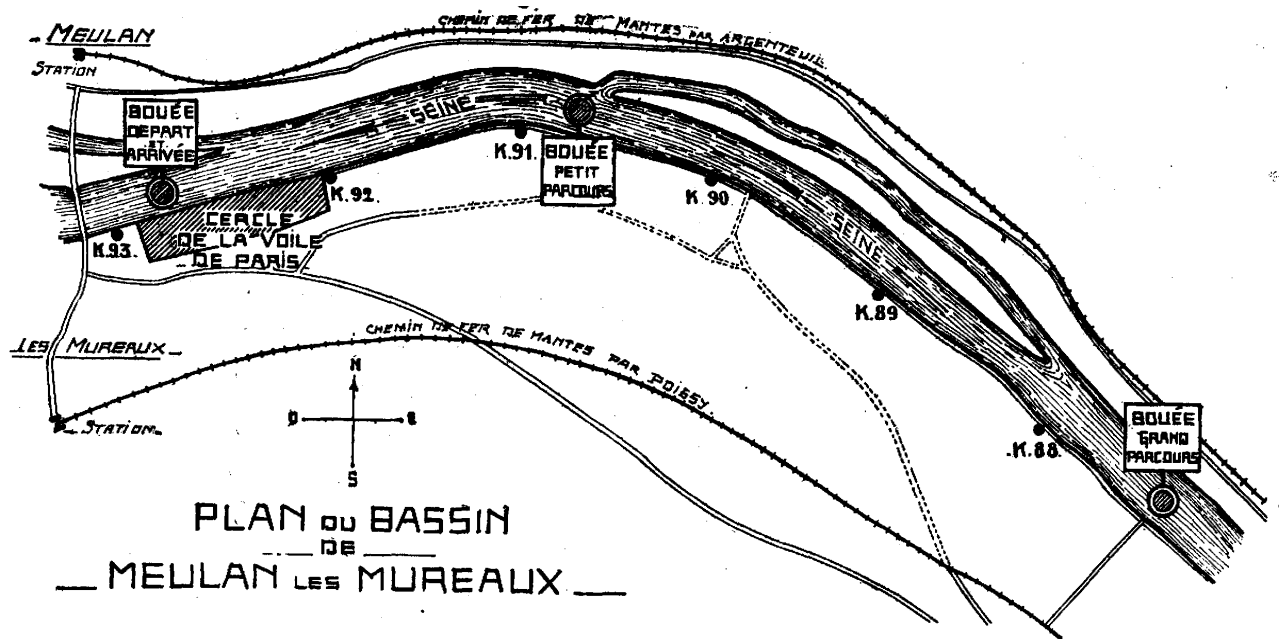 MEULAN
STATION
CHEMIN DE FER DE MANTES PAR ARGENTEUIL
BOUÉE
DÉPART
ET
ARRIVÉE
SEINE
K.91.
BOUÉE
PETIT
PARCOURS
K.92.
K.90
K.93.
CERCLE
DE LA VOILE
DE PARIS
SEINE
K.89
LES MUREAUX
STATION
CHEMIN DE FER DE MANTES PAR POISSY.
N
O
E
S
K.88.
BOUÉE
GRAND
PARCOURS
PLAN DU BASSIN
DE
MEULAN LES MUREAUX